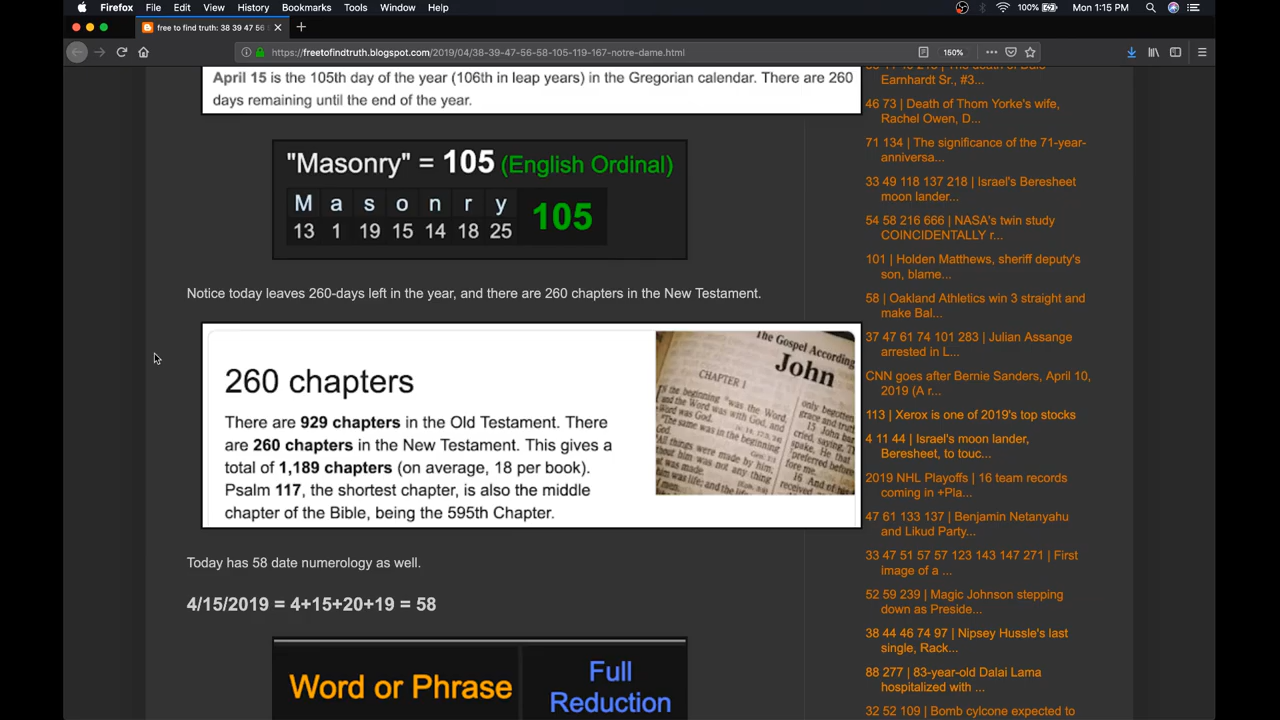 Firefox File Edit View History Bookmarks Tools Window Help 100% Mon 1:15 PM
free to find truth: 38 39 47 56
https://freetofindtruth.blogspot.com/2019/04/38-39-47-56-58-105-119-167-notre-dame.html 150%
April 15 is the 105th day of the year (106th in leap years) in the Gregorian calendar. There are 260
days remaining until the end of the year.
"Masonry" = 105 (English Ordinal)
M a s o n r y 105
13 1 19 15 14 18 25
Notice today leaves 260-days left in the year, and there are 260 chapters in the New Testament.
260 chapters
There are 929 chapters in the Old Testament. There
are 260 chapters in the New Testament. This gives a
total of 1,189 chapters (on average, 18 per book).
Psalm 117, the shortest chapter, is also the middle
chapter of the Bible, being the 595th Chapter.
The Gospel According
John
CHAPTER 1
Today has 58 date numerology as well.
4/15/2019 = 4+15+20+19 = 58
Word or Phrase
Full
Reduction
Earnhardt Sr., #3...
46 73 | Death of Thom Yorke's wife,
Rachel Owen, D...
71 134 | The significance of the 71-year-
anniversa...
33 49 118 137 218 | Israel's Beresheet
moon lander...
54 58 216 666 | NASA's twin study
COINCIDENTALLY r...
101 | Holden Matthews, sheriff deputy's
son, blame...
58 | Oakland Athletics win 3 straight and
make Bal...
37 47 61 74 101 283 | Julian Assange
arrested in L...
CNN goes after Bernie Sanders, April 10,
2019 (A r...
113 | Xerox is one of 2019's top stocks
4 11 44 | Israel's moon lander,
Beresheet, to touc...
2019 NHL Playoffs | 16 team records
coming in +Pla...
47 61 133 137 | Benjamin Netanyahu
and Likud Party...
33 47 51 57 57 123 143 147 271 | First
image of a ...
52 59 239 | Magic Johnson stepping
down as Preside...
38 44 46 74 97 | Nipsey Hussle's last
single, Rack...
88 277 | 83-year-old Dalai Lama
hospitalized with ...
32 52 109 | Bomb cylcone expected to